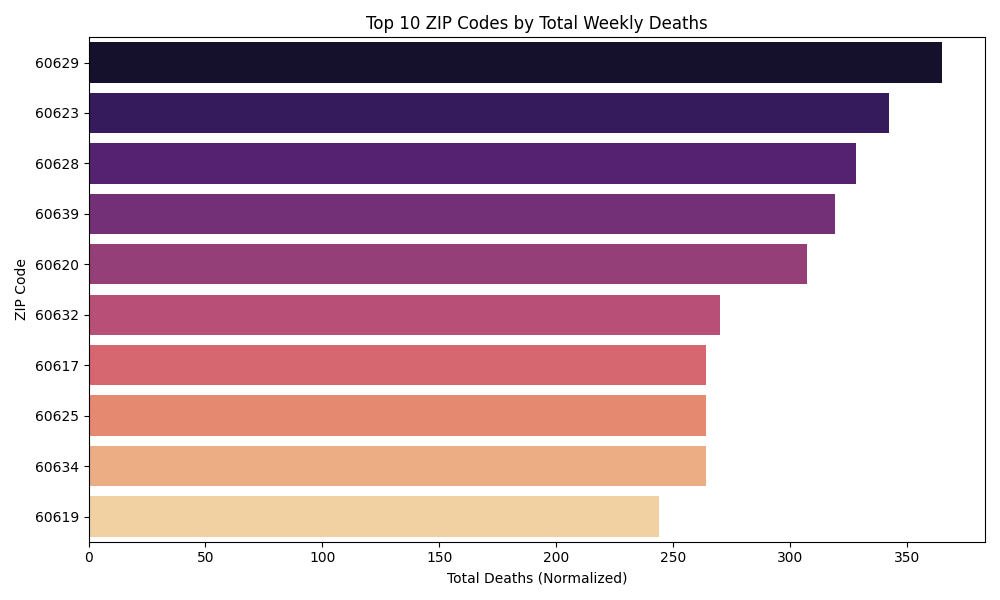 Top 10 ZIP Codes by Total Weekly Deaths
ZIP Code
60629
60623
60628
60639
60620
60632
60617
60625
60634
60619
0 50 100 150 200 250 300 350
Total Deaths (Normalized)